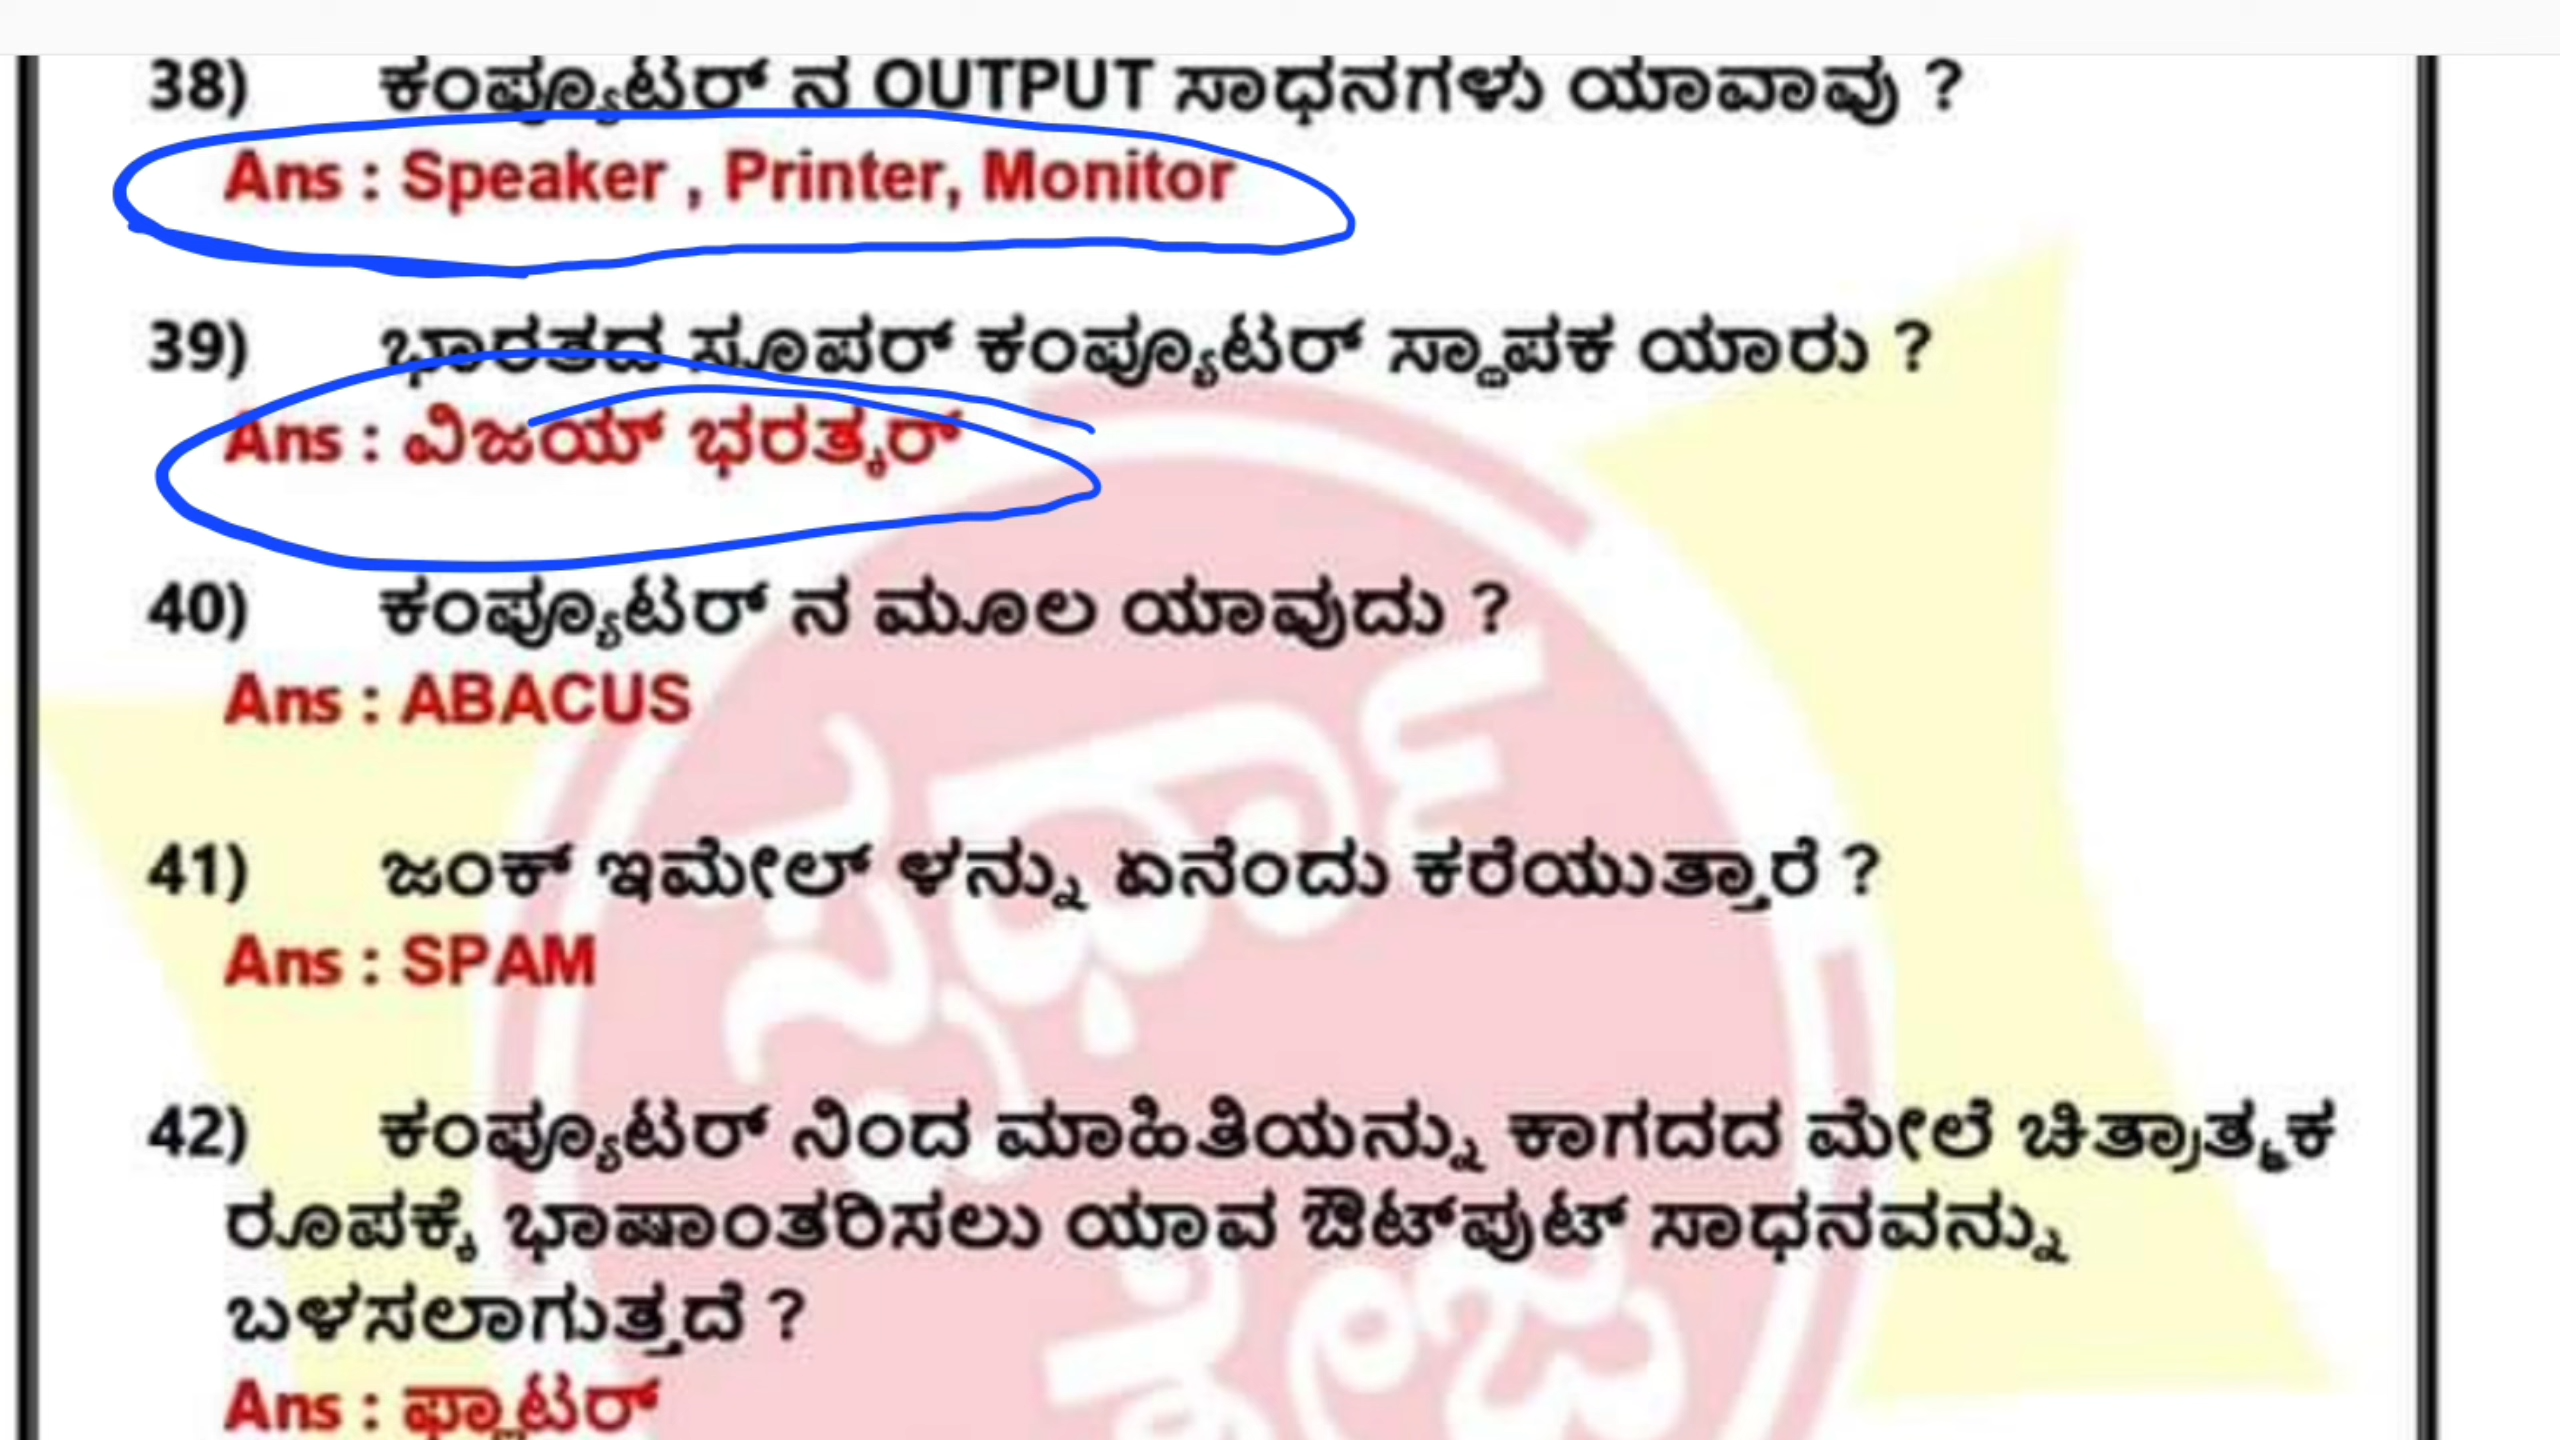 38) ಕಂಪ್ಯೂಟರ್ ನ OUTPUT ಸಾಧನಗಳು ಯಾವಾವು ?
Ans : Speaker , Printer, Monitor
39) ಭಾರತದ ಸೂಪರ್ ಕಂಪ್ಯೂಟರ್ ಸ್ಥಾಪಕ ಯಾರು ?
Ans : ವಿಜಯ್ ಭರತ್ಕರ್
40) ಕಂಪ್ಯೂಟರ್ ನ ಮೂಲ ಯಾವುದು ?
Ans : ABACUS
41) ಜಂಕ್ ಇಮೇಲ್ ಳನ್ನು ಏನೆಂದು ಕರೆಯುತ್ತಾರೆ ?
Ans : SPAM
42) ಕಂಪ್ಯೂಟರ್ ನಿಂದ ಮಾಹಿತಿಯನ್ನು ಕಾಗದದ ಮೇಲೆ ಚಿತ್ರಾತ್ಮಕ
ರೂಪಕ್ಕೆ ಭಾಷಾಂತರಿಸಲು ಯಾವ ಔಟ್‌ಪುಟ್ ಸಾಧನವನ್ನು
ಬಳಸಲಾಗುತ್ತದೆ ?
Ans : ಫ್ಲಾಟರ್
ಸ್ಪರ್ಧಾ